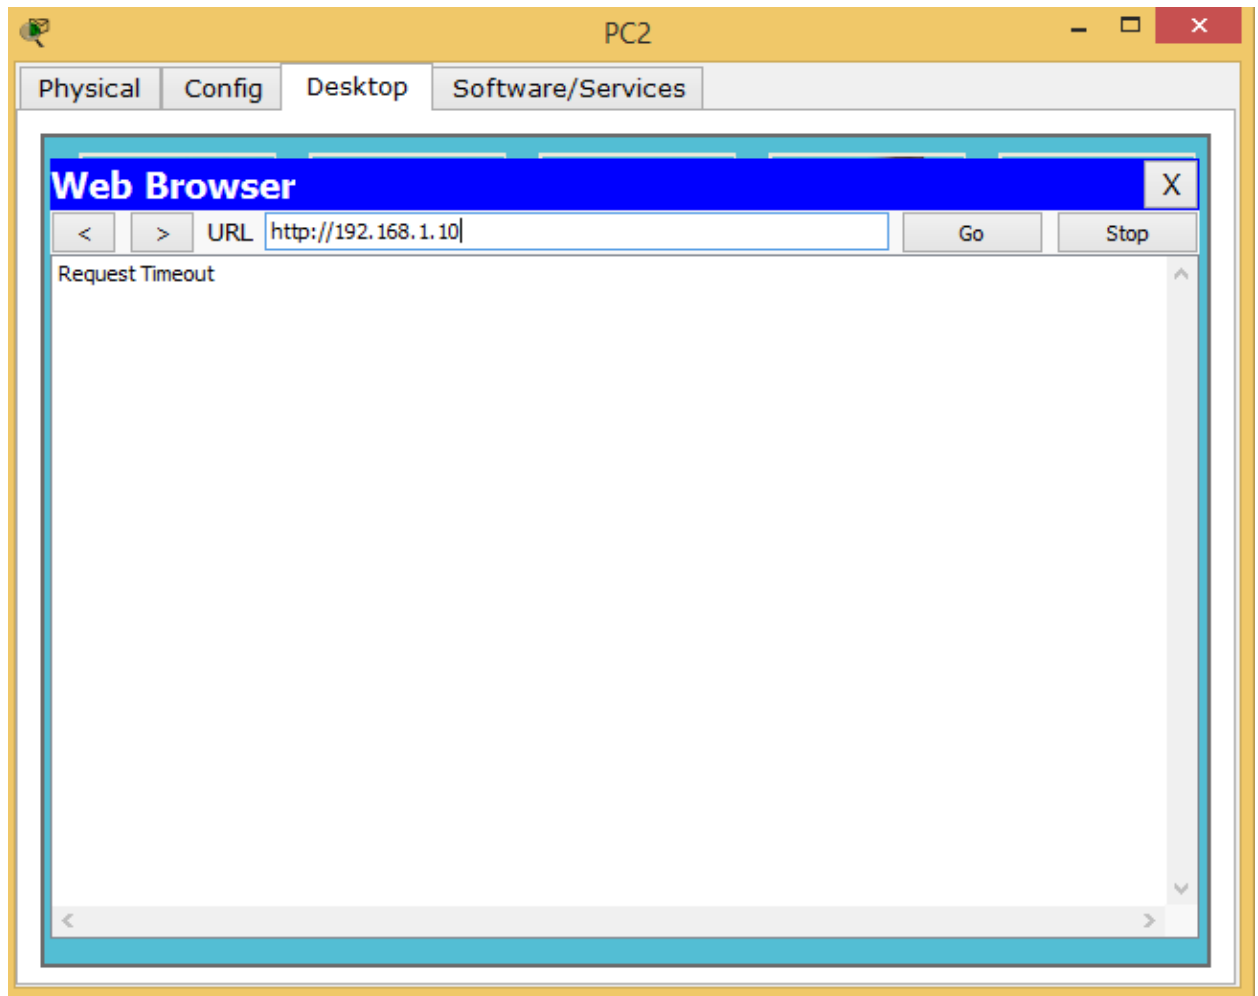 PC2
Physical Config Desktop Software/Services
Web Browser X
< > URL http://192.168.1.10 Go Stop
Request Timeout